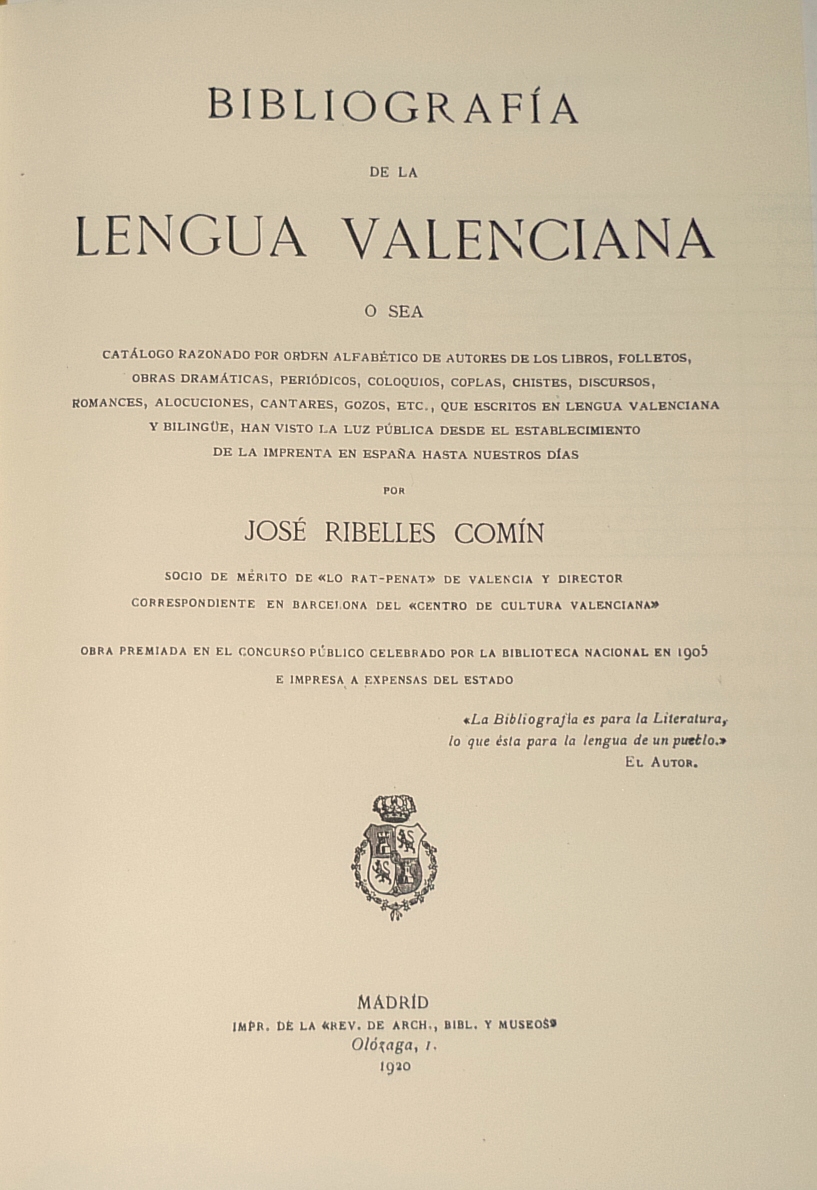 BIBLIOGRAFÍA
DE LA
LENGUA VALENCIANA
O SEA
CATÁLOGO RAZONADO POR ORDEN ALFABÉTICO DE AUTORES DE LOS LIBROS, FOLLETOS,
OBRAS DRAMÁTICAS, PERIÓDICOS, COLOQUIOS, COPLAS, CHISTES, DISCURSOS,
ROMANCES, ALOCUCIONES, CANTARES, GOZOS, ETC., QUE ESCRITOS EN LENGUA VALENCIANA
Y BILINGÜE, HAN VISTO LA LUZ PÚBLICA DESDE EL ESTABLECIMIENTO
DE LA IMPRENTA EN ESPAÑA HASTA NUESTROS DÍAS
POR
JOSÉ RIBELLES COMÍN
SOCIO DE MÉRITO DE «LO RAT-PENAT» DE VALENCIA Y DIRECTOR
CORRESPONDIENTE EN BARCELONA DEL «CENTRO DE CULTURA VALENCIANA»
OBRA PREMIADA EN EL CONCURSO PÚBLICO CELEBRADO POR LA BIBLIOTECA NACIONAL EN 1905
E IMPRESA A EXPENSAS DEL ESTADO
«La Bibliografía es para la Literatura,
lo que ésta para la lengua de un pueblo.»
EL AUTOR.
MADRÍD
IMPR. DE LA «REV. DE ARCH., BIBL. Y MUSEOS»
Olózaga, 1.
1920